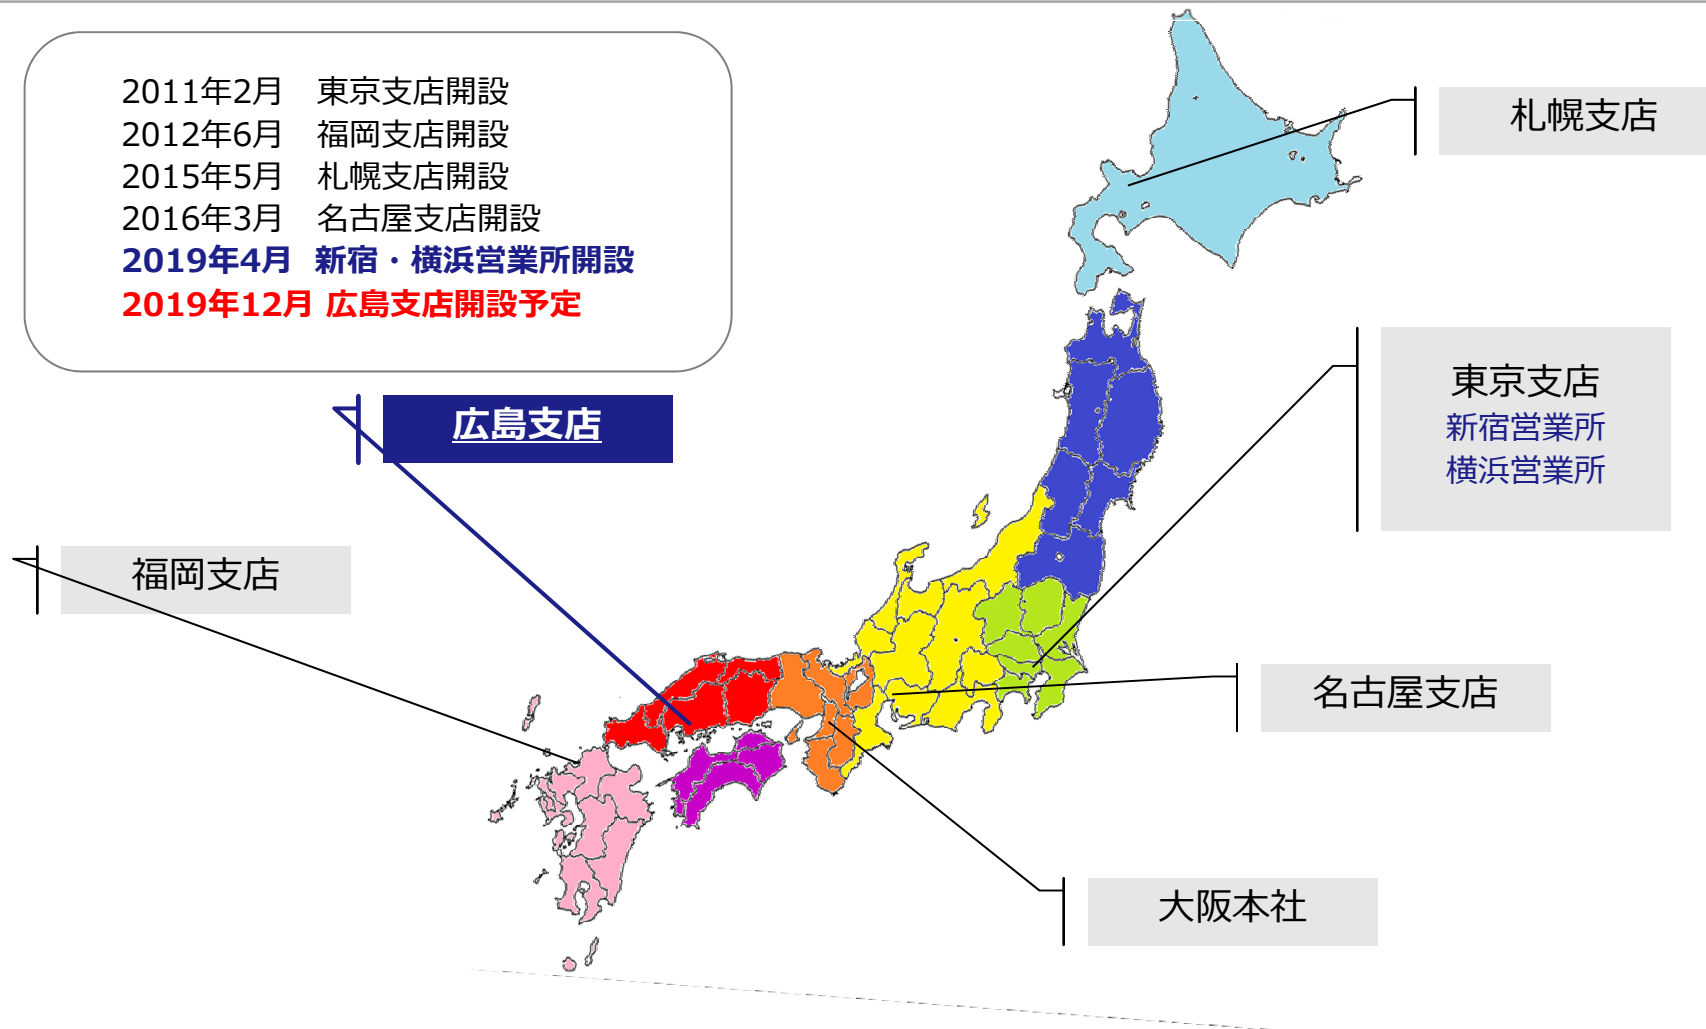 2011年2月　東京支店開設
2012年6月　福岡支店開設
2015年5月　札幌支店開設
2016年3月　名古屋支店開設
2019年4月  新宿・横浜営業所開設
2019年12月 広島支店開設予定
札幌支店
東京支店
新宿営業所
横浜営業所
広島支店
福岡支店
名古屋支店
大阪本社